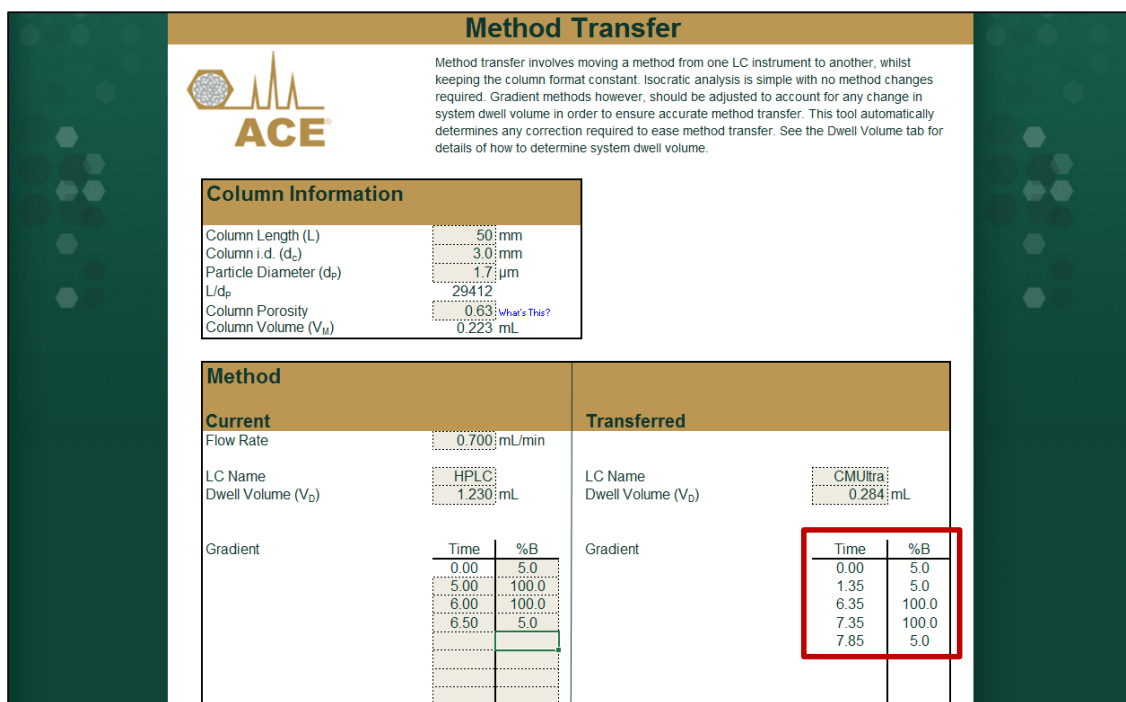 Method Transfer
Method transfer involves moving a method from one LC instrument to another, whilst
keeping the column format constant. Isocratic analysis is simple with no method changes
required. Gradient methods however, should be adjusted to account for any change in
system dwell volume in order to ensure accurate method transfer. This tool automatically
determines any correction required to ease method transfer. See the Dwell Volume tab for
details of how to determine system dwell volume.
ACE®
Column Information
Column Length (L) 50 mm
Column i.d. (dc) 3.0 mm
Particle Diameter (dP) 1.7 µm
L/dP 29412
Column Porosity 0.63 What's This?
Column Volume (VM) 0.223 mL
Method
Current Transferred
Flow Rate 0.700 mL/min
LC Name HPLC LC Name CMUltra
Dwell Volume (VD) 1.230 mL Dwell Volume (VD) 0.284 mL
Gradient Time %B Gradient Time %B
0.00 5.0 0.00 5.0
5.00 100.0 1.35 5.0
6.00 100.0 6.35 100.0
6.50 5.0 7.35 100.0
7.85 5.0